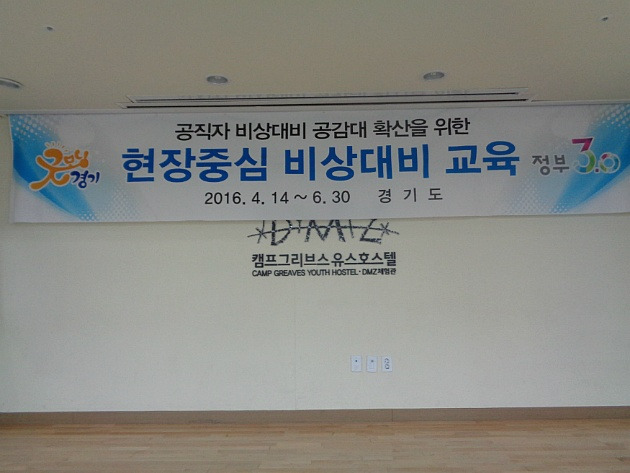 공직자 비상대비 공감대 확산을 위한
굿모닝 경기
현장중심 비상대비 교육
정부 3.0
2016. 4. 14 ~ 6. 30 경기도
DMZ
캠프그리브스유스호스텔
CAMP GREAVES YOUTH HOSTEL · DMZ체험관